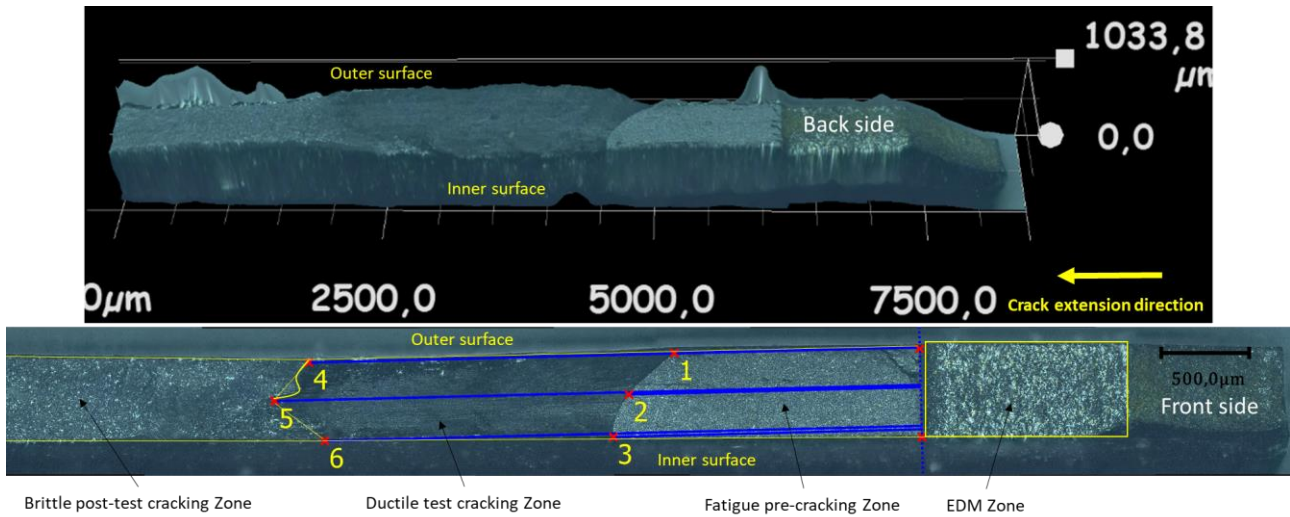 1033,8
µm
Outer surface
Back side
0,0
Inner surface
0µm
2500,0
5000,0
7500,0
Crack extension direction
Outer surface
1
4
500,0µm
2
5
Front side
3
6
Inner surface
Brittle post-test cracking Zone
Ductile test cracking Zone
Fatigue pre-cracking Zone
EDM Zone